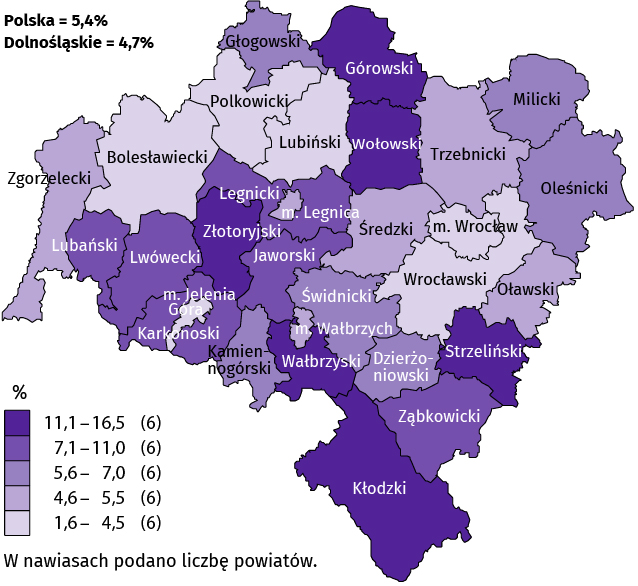 Polska = 5,4%
Dolnośląskie = 4,7%
Głogowski
Górowski
Polkowicki
Milicki
Lubiński
Wołowski
Trzebnicki
Bolesławiecki
Zgorzelecki
Oleśnicki
Legnicki
m. Legnica
m. Wrocław
Złotoryjski
Średzki
Lubański
Lwówecki
Jaworski
Wrocławski
Oławski
m. Jelenia
Góra
Świdnicki
Karkonoski
m. Wałbrzych
Kamien-
nogórski
Wałbrzyski
Dzierżo-
niowski
Strzeliński
Ząbkowicki
Kłodzki
%
11,1 – 16,5 (6)
7,1 – 11,0 (6)
5,6 – 7,0 (6)
4,6 – 5,5 (6)
1,6 – 4,5 (6)
W nawiasach podano liczbę powiatów.